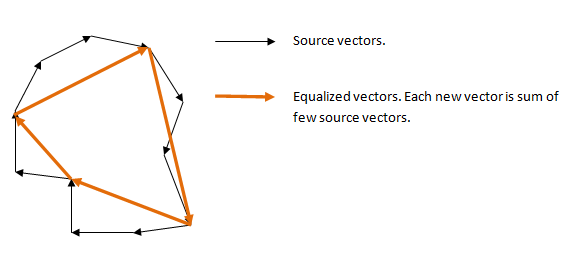 Source vectors.
Equalized vectors. Each new vector is sum of
few source vectors.